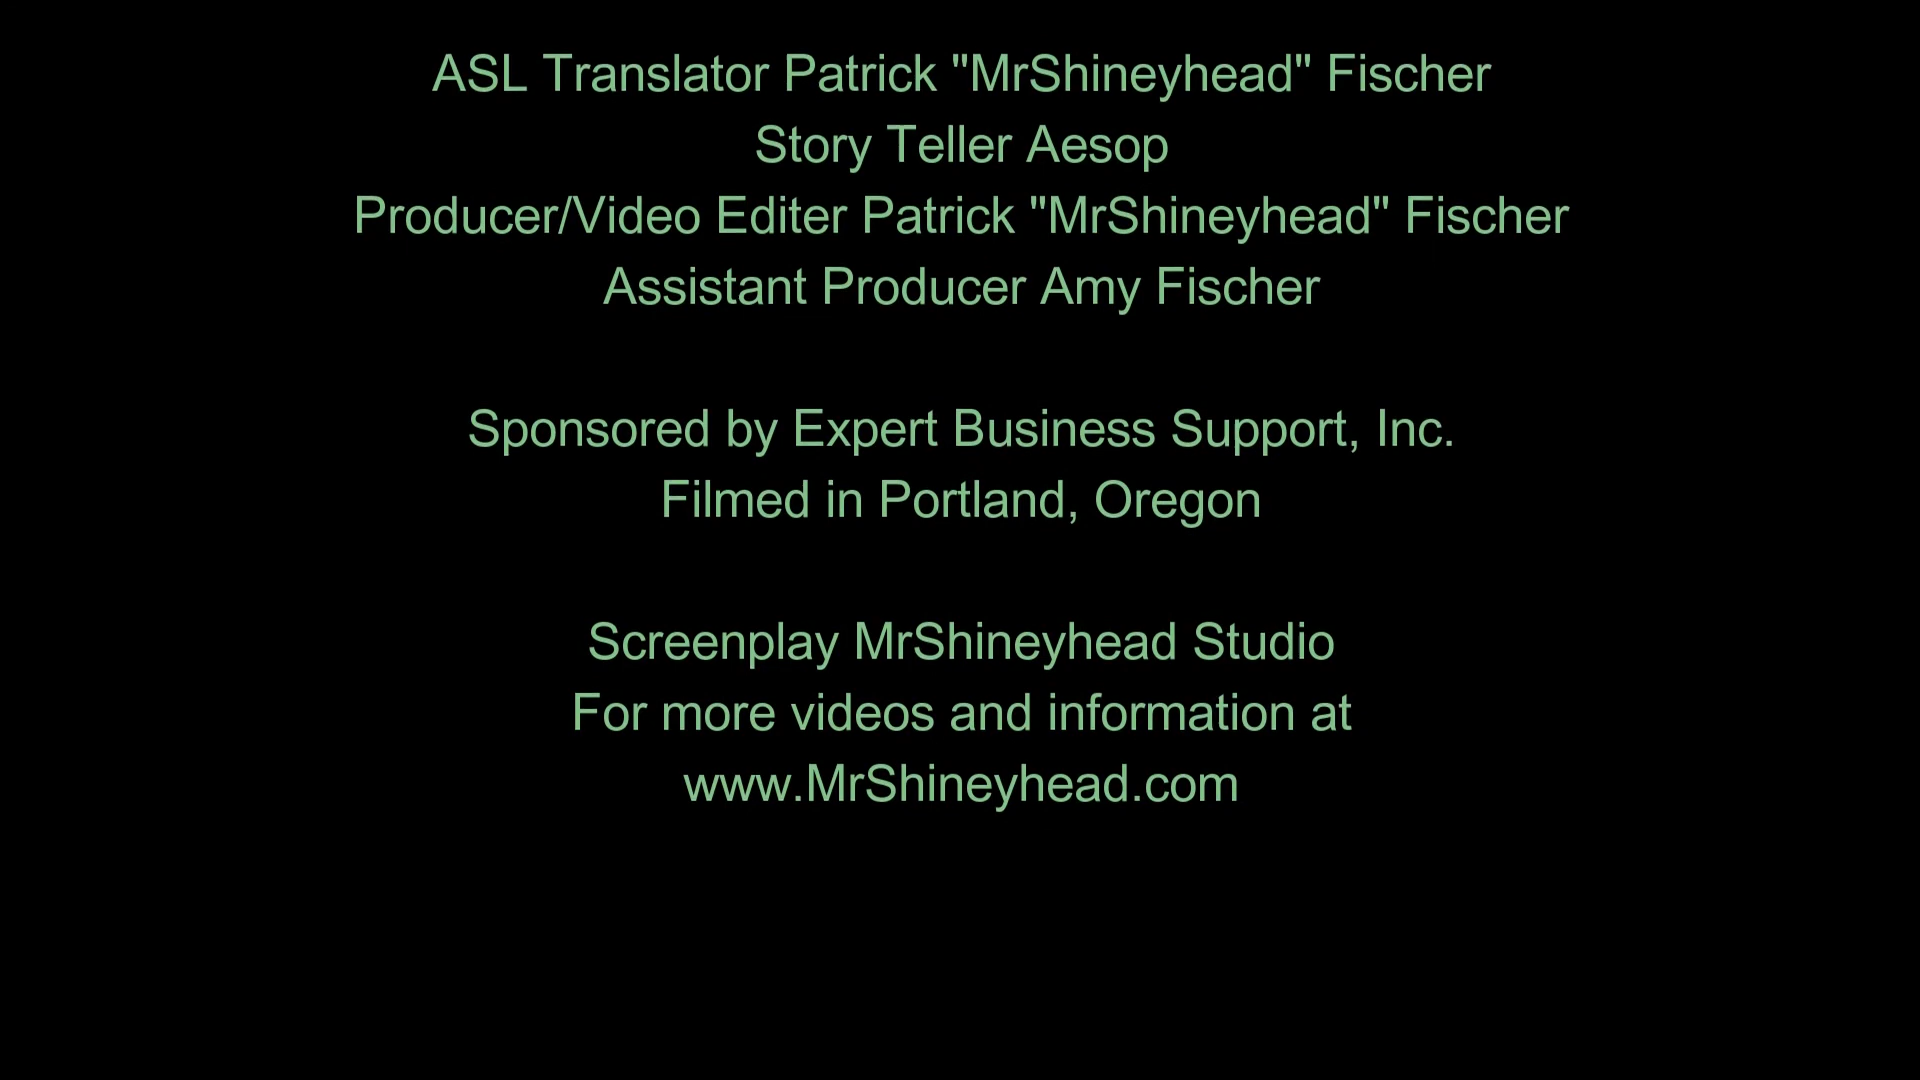 ASL Translator Patrick "MrShineyhead" Fischer
Story Teller Aesop
Producer/Video Editer Patrick "MrShineyhead" Fischer
Assistant Producer Amy Fischer
Sponsored by Expert Business Support, Inc.
Filmed in Portland, Oregon
Screenplay MrShineyhead Studio
For more videos and information at
www.MrShineyhead.com